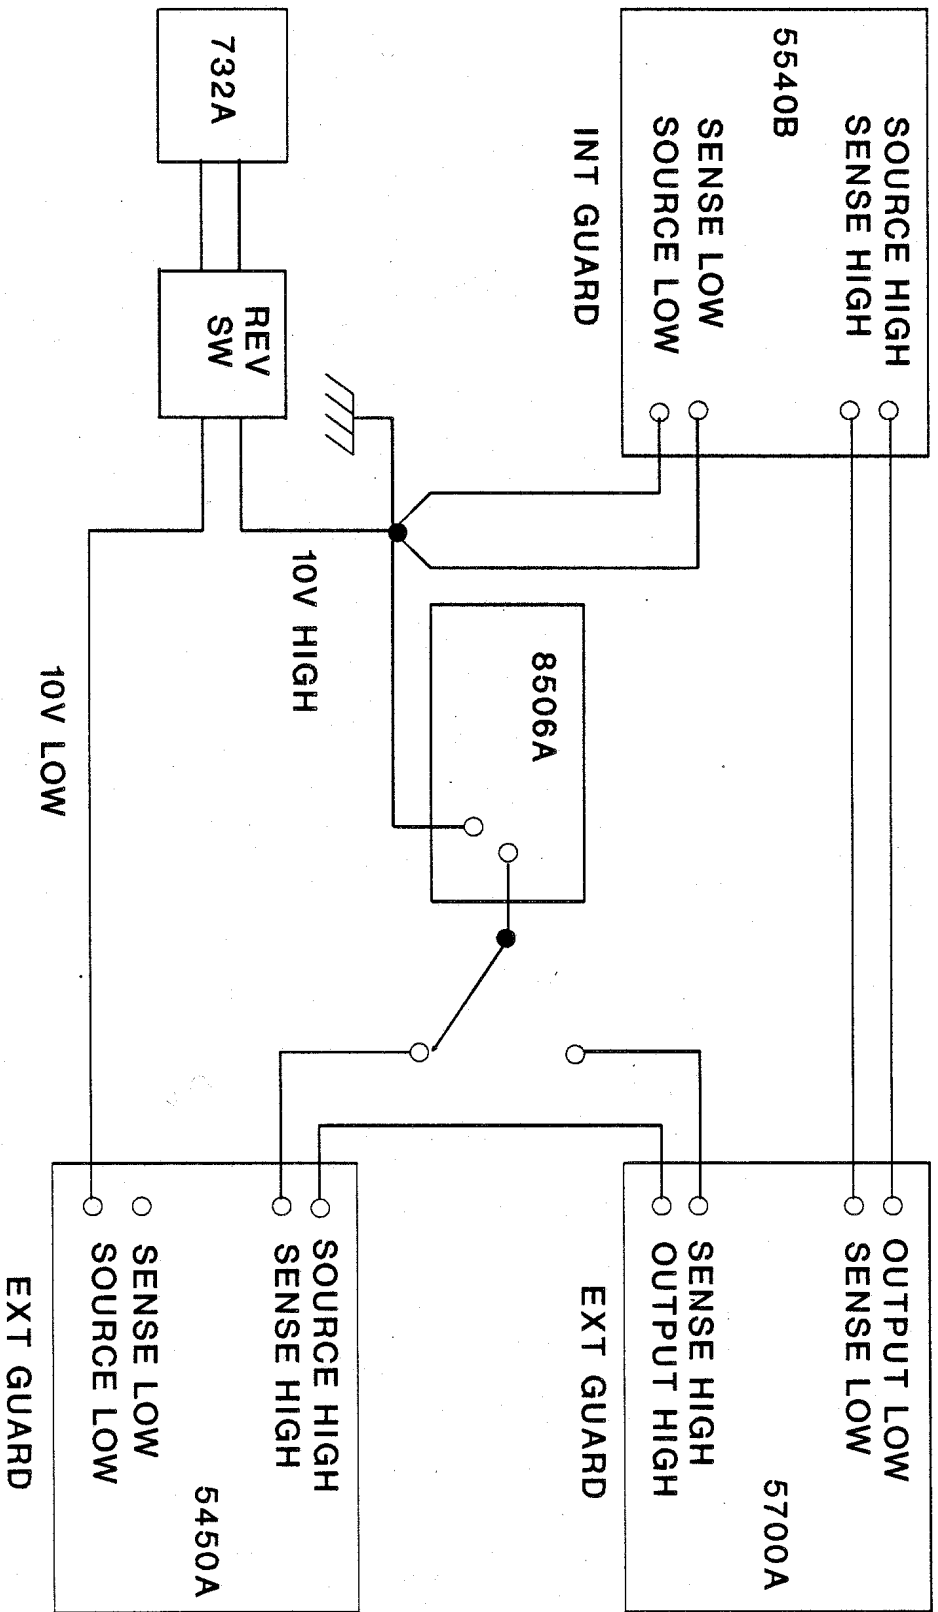 5540B
SOURCE HIGH
SENSE HIGH
SENSE LOW
SOURCE LOW
INT GUARD
732A
REV
SW
10V HIGH
10V LOW
8506A
OUTPUT LOW
SENSE LOW
5700A
SENSE HIGH
OUTPUT HIGH
EXT GUARD
SOURCE HIGH
SENSE HIGH
5450A
SENSE LOW
SOURCE LOW
EXT GUARD